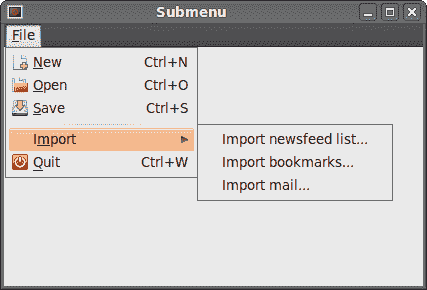 Submenu
File
New Ctrl+N
Open Ctrl+O
Save Ctrl+S
Import
Import newsfeed list...
Import bookmarks...
Import mail...
Quit Ctrl+W